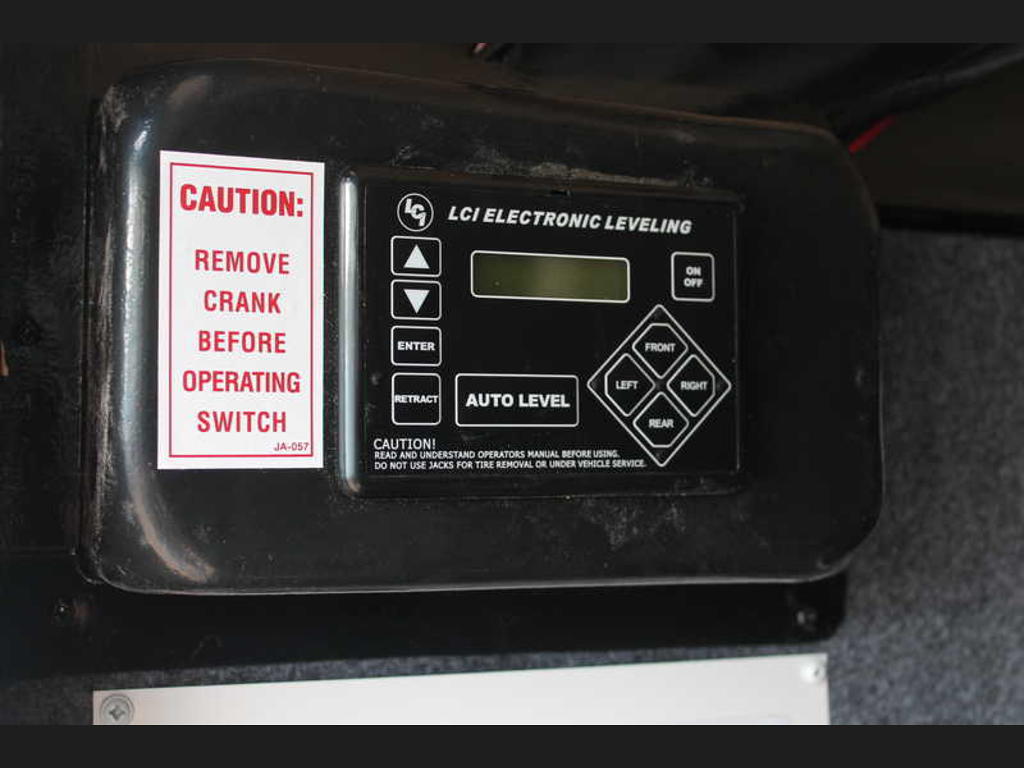 CAUTION:
REMOVE
CRANK
BEFORE
OPERATING
SWITCH
JA-057
LCI
LCI ELECTRONIC LEVELING
ON
OFF
ENTER
RETRACT
AUTO LEVEL
FRONT
LEFT
RIGHT
REAR
CAUTION!
READ AND UNDERSTAND OPERATORS MANUAL BEFORE USING.
DO NOT USE JACKS FOR TIRE REMOVAL OR UNDER VEHICLE SERVICE.